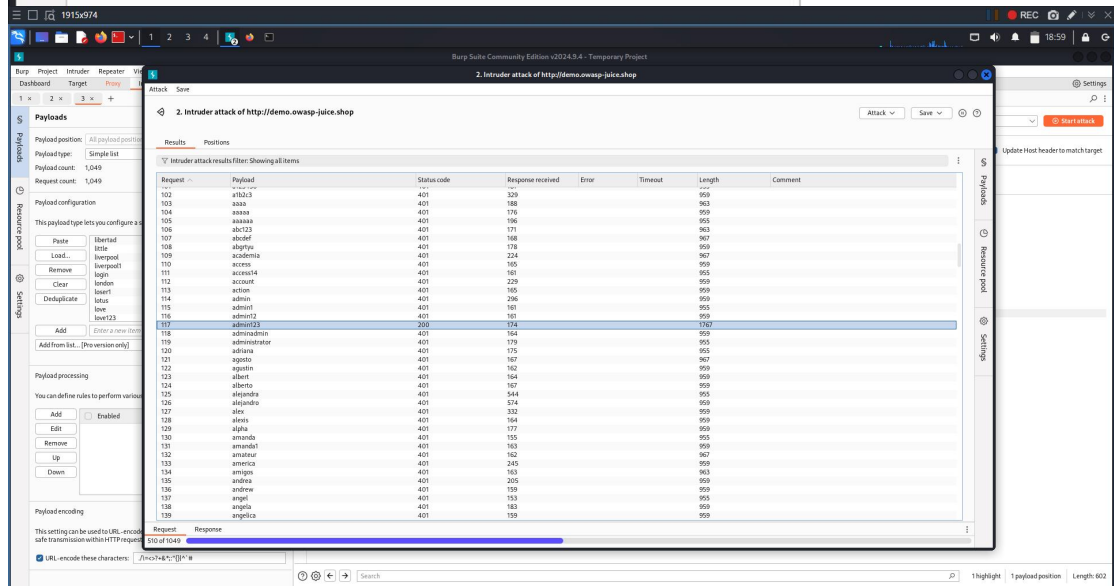 1915x974
REC
1 2 3 4
18:59
Burp Suite Community Edition v2024.9.4 - Temporary Project
Burp Project Intruder Repeater
2. Intruder attack of http://demo.owasp-juice.shop
Dashboard Target Proxy
Settings
Attack Save
1 × 2 × 3 × +
2. Intruder attack of http://demo.owasp-juice.shop
Attack Save
Payloads
Start attack
Payload position: All payload position
Results Positions
Update Host header to match target
Payload type: Simple list
Intruder attack results filter: Showing all items
Payload count: 1,049
Request count: 1,049
Request Payload Status code Response received Error Timeout Length Comment
102 a1b2c3 401 329 959
103 aaaa 401 188 963
104 aaaaa 401 176 959
105 aaaaaa 401 196 955
106 abc123 401 171 963
107 abcdef 401 168 967
108 abgrtyu 401 178 959
109 academia 401 224 967
110 access 401 165 959
111 access14 401 161 955
112 account 401 229 959
113 action 401 165 959
114 admin 401 296 959
115 admin1 401 161 955
116 admin12 401 161 959
117 admin123 200 174 1767
118 adminadmin 401 164 959
119 administrator 401 179 955
120 adriana 401 175 955
121 agosto 401 167 967
122 agustin 401 162 959
123 albert 401 164 959
124 alberto 401 167 959
125 alejandra 401 544 955
126 alejandro 401 574 959
127 alex 401 332 959
128 alexis 401 164 959
129 alpha 401 177 959
130 amanda 401 155 955
131 amanda1 401 163 959
132 amateur 401 162 967
133 america 401 245 959
134 amigos 401 163 963
135 andrea 401 205 959
136 andrew 401 159 959
137 angel 401 153 955
138 angela 401 183 959
139 angelica 401 159 959
Payload configuration
This payload type lets you configure a s
Paste
Load...
Remove
Clear
Deduplicate
libertad
little
liverpool
liverpool1
login
london
loser1
lotus
love
love123
Add Enter a new item
Add from list... [Pro version only]
Payload processing
You can define rules to perform various
Add
Edit
Remove
Up
Down
Enabled
Payload encoding
This setting can be used to URL-encode
safe transmission within HTTP request
URL-encode these characters:
Payloads
Resource pool
Settings
Payloads
Resource pool
Settings
Request Response
510 of 1049
Search
1 highlight 1 payload position Length: 602